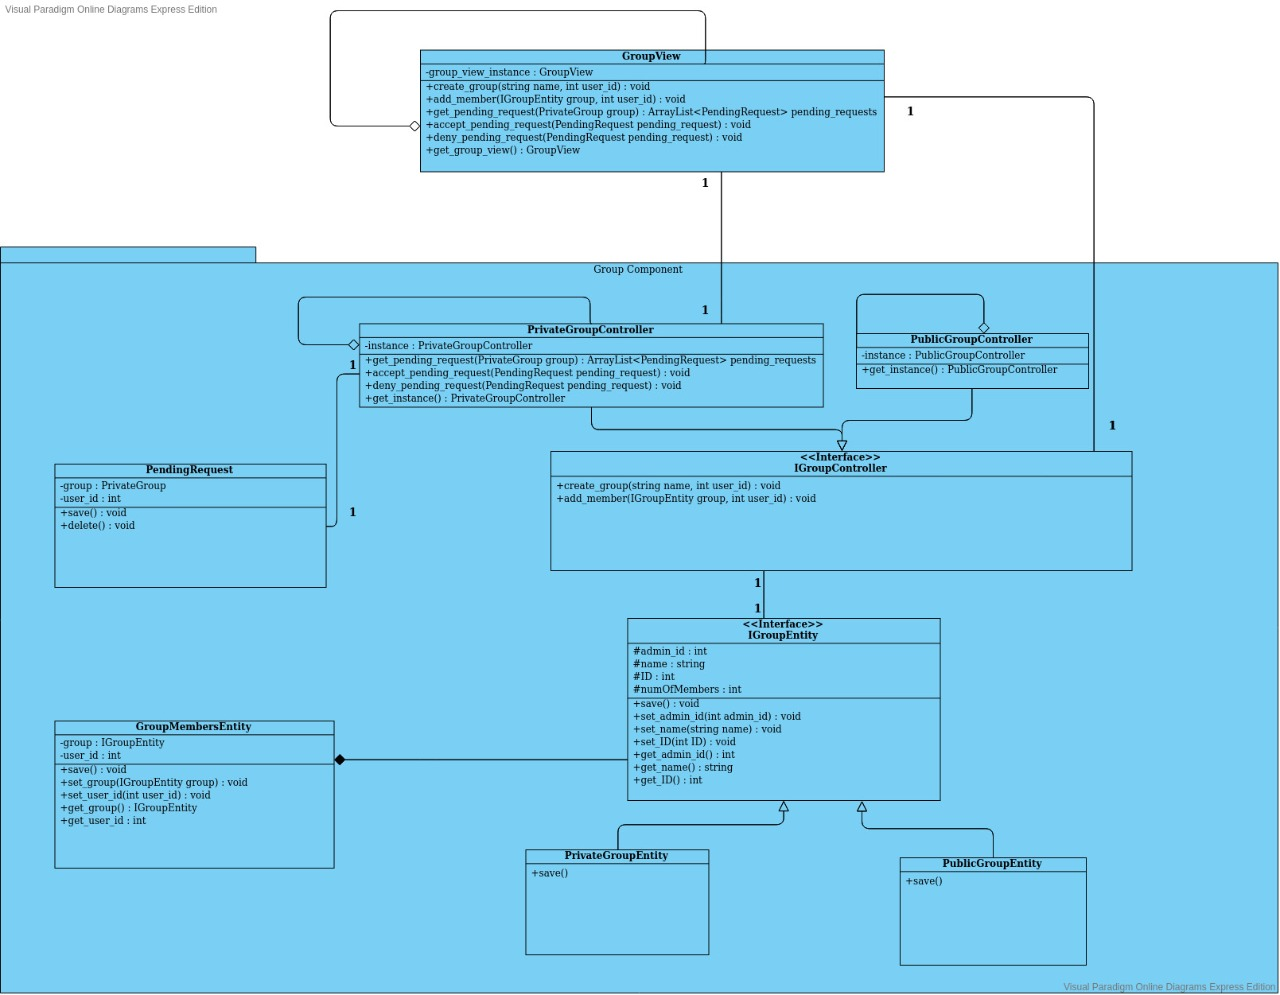 Visual Paradigm Online Diagrams Express Edition
GroupView
-group_view_instance : GroupView
+create_group(string name, int user_id) : void
+add_member(IGroupEntity group, int user_id) : void
+get_pending_request(PrivateGroup group) : ArrayList<PendingRequest> pending_requests
+accept_pending_request(PendingRequest pending_request) : void
+deny_pending_request(PendingRequest pending_request) : void
+get_group_view() : GroupView
1
1
Group Component
1
PrivateGroupController
-instance : PrivateGroupController
+get_pending_request(PrivateGroup group) : ArrayList<PendingRequest> pending_requests
+accept_pending_request(PendingRequest pending_request) : void
+deny_pending_request(PendingRequest pending_request) : void
+get_instance() : PrivateGroupController
1
PublicGroupController
-instance : PublicGroupController
+get_instance() : PublicGroupController
1
<<Interface>>
IGroupController
+create_group(string name, int user_id) : void
+add_member(IGroupEntity group, int user_id) : void
PendingRequest
-group : PrivateGroup
-user_id : int
+save() : void
+delete() : void
1
1
1
<<Interface>>
IGroupEntity
#admin_id : int
#name : string
#ID : int
#numOfMembers : int
+save() : void
+set_admin_id(int admin_id) : void
+set_name(string name) : void
+set_ID(int ID) : void
+get_admin_id() : int
+get_name() : string
+get_ID() : int
GroupMembersEntity
-group : IGroupEntity
-user_id : int
+save() : void
+set_group(IGroupEntity group) : void
+set_user_id(int user_id) : void
+get_group() : IGroupEntity
+get_user_id : int
PrivateGroupEntity
+save()
PublicGroupEntity
+save()
Visual Paradigm Online Diagrams Express Edition